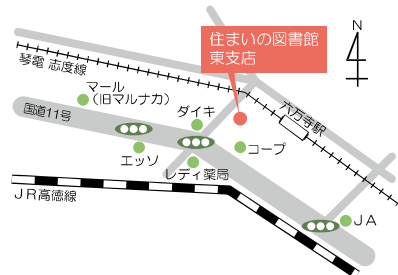 住まいの図書館
東支店
N
琴電 志度線
マール
(旧マルナカ)
国道11号
ダイキ
六万寺駅
エッソ
コープ
レディ薬局
JR高徳線
JA